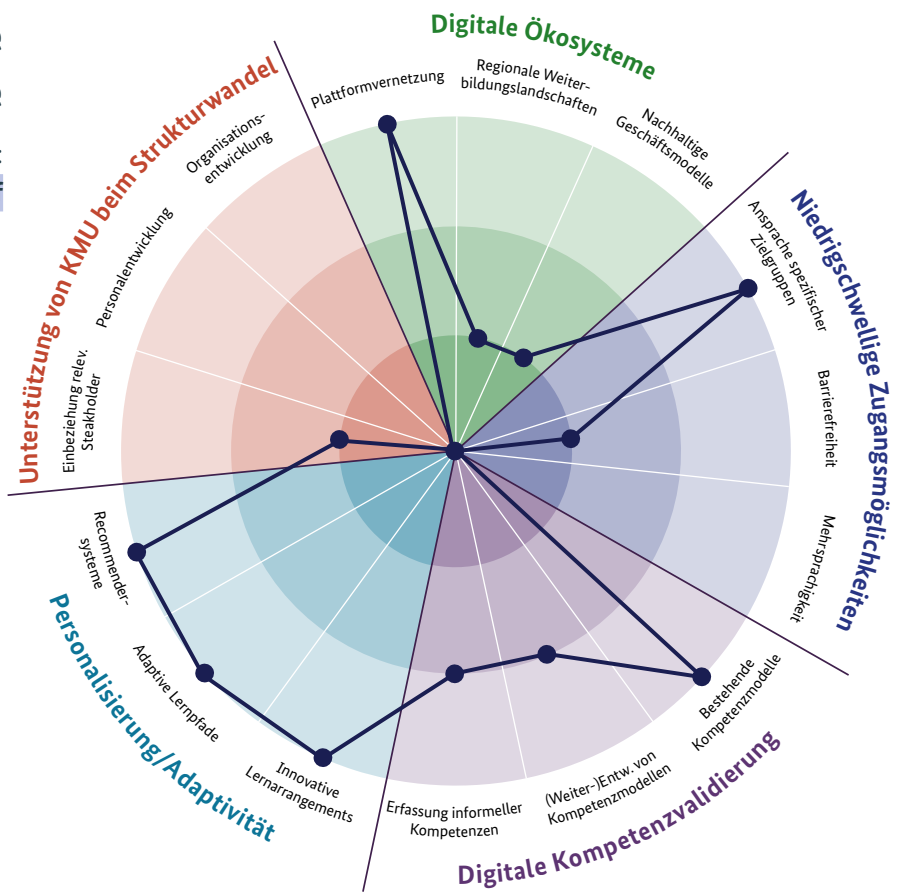 Digitale Ökosysteme
Plattformvernetzung
Regionale Weiter-
bildungslandschaften
Nachhaltige
Geschäftsmodelle
Niedrigschwellige Zugangsmöglichkeiten
Ansprache spezifischer
Zielgruppen
Barrierefreiheit
Mehrsprachigkeit
Digitale Kompetenzvalidierung
Bestehende
Kompetenzmodelle
(Weiter-)Entw. von
Kompetenzmodellen
Erfassung informeller
Kompetenzen
Personalisierung/Adaptivität
Innovative
Lernarrangements
Adaptive Lernpfade
Recommender-
systeme
Unterstützung von KMU beim Strukturwandel
Einbeziehung relev.
Steakholder
Personalentwicklung
Organisations-
entwicklung